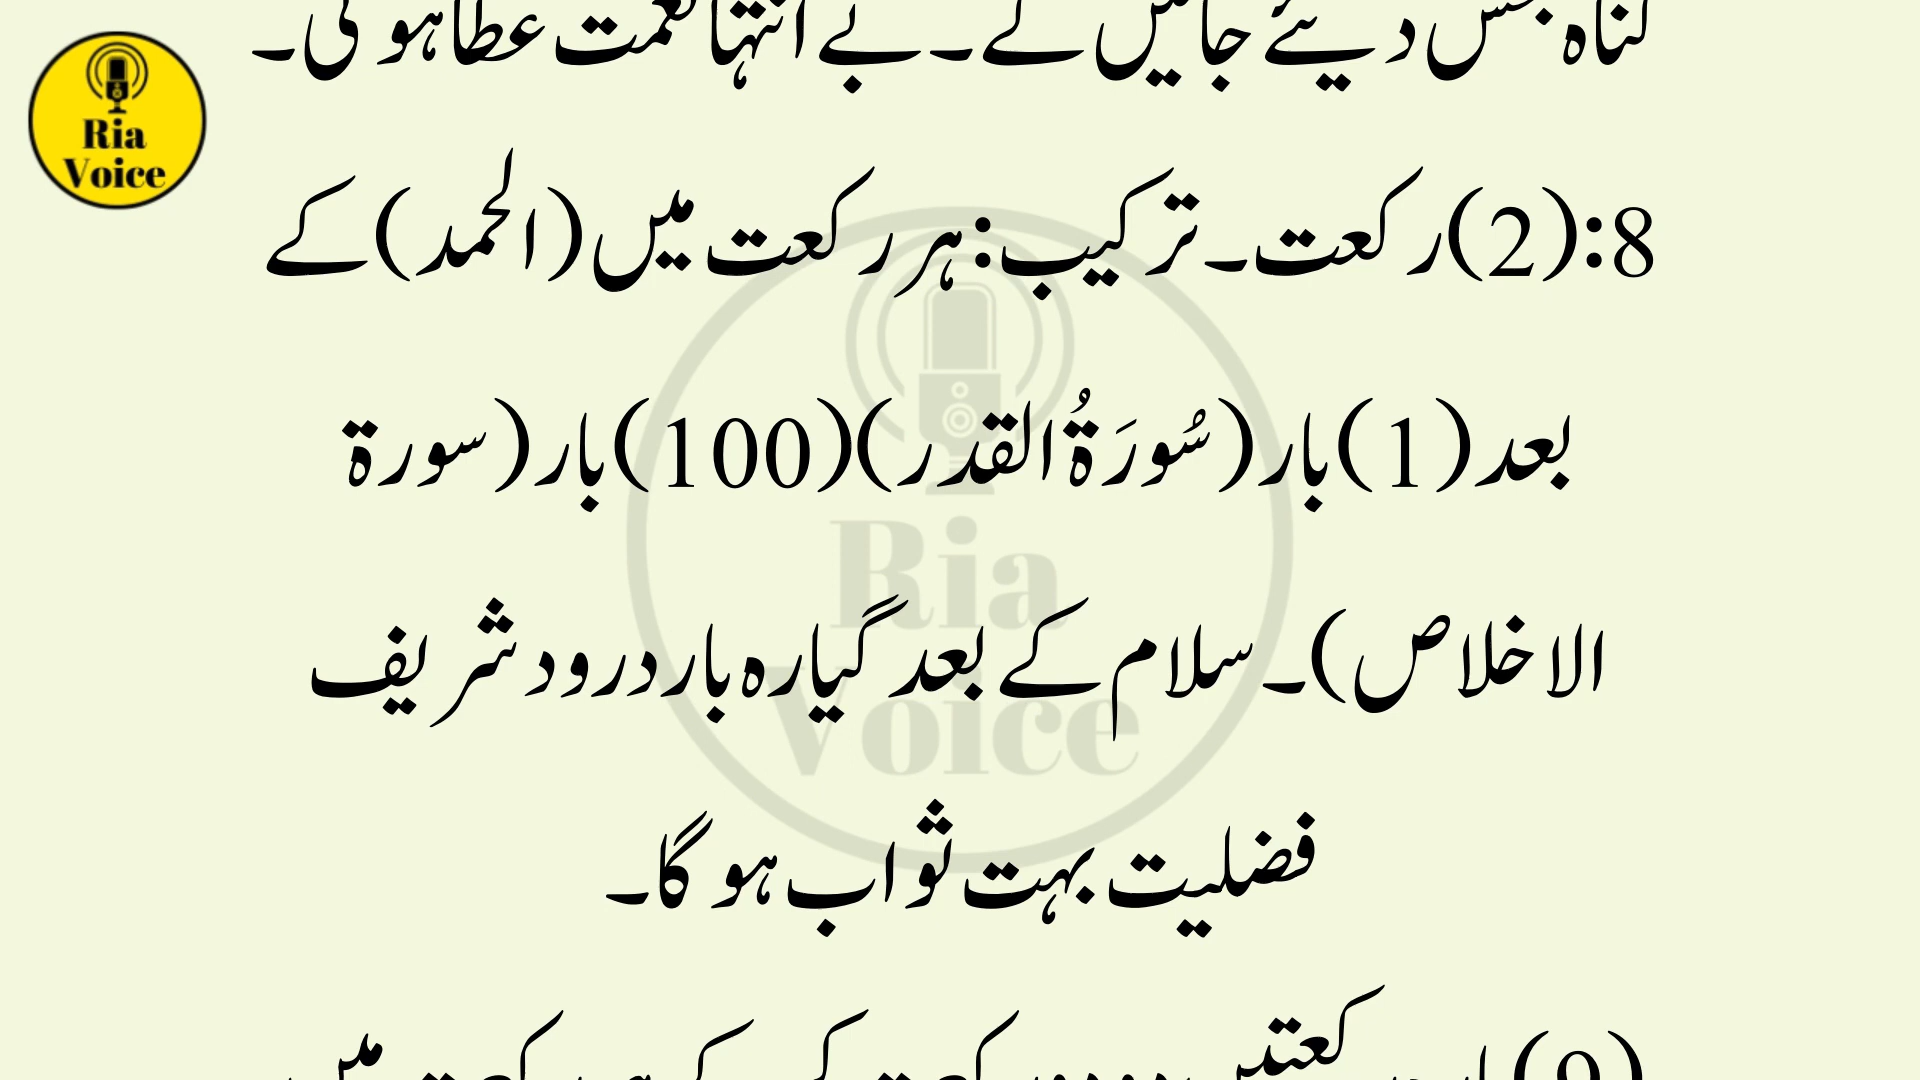 Ria
Voice
گناہ بخش دیئے جائیں گے۔ بے انتہا نعمت عطا ہو گی۔
8:(2)رکعت۔ ترکیب: ہر رکعت میں (الحمد) کے
بعد (1) بار (سُورَۃُ القدر)(100) بار (سورۃ
الاخلاص)۔ سلام کے بعد گیارہ بار درود شریف
فضلیت بہت ثواب ہو گا۔
Ria
Voice